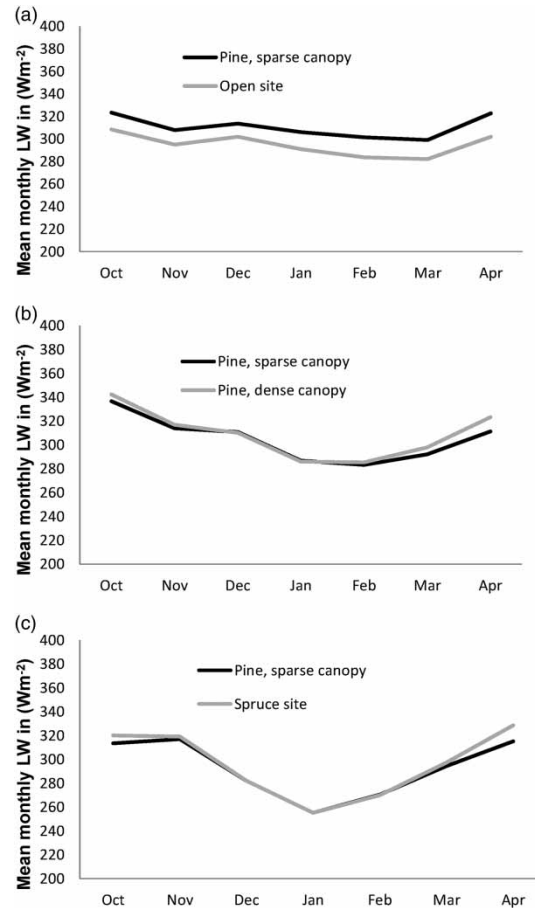 (a)
400
380
360
340
320
300
280
260
240
220
200
Mean monthly LW in (Wm-2)
Pine, sparse canopy
Open site
Oct Nov Dec Jan Feb Mar Apr
(b)
400
380
360
340
320
300
280
260
240
220
200
Mean monthly LW in (Wm-2)
Pine, sparse canopy
Pine, dense canopy
Oct Nov Dec Jan Feb Mar Apr
(c)
400
380
360
340
320
300
280
260
240
220
200
Mean monthly LW in (Wm-2)
Pine, sparse canopy
Spruce site
Oct Nov Dec Jan Feb Mar Apr